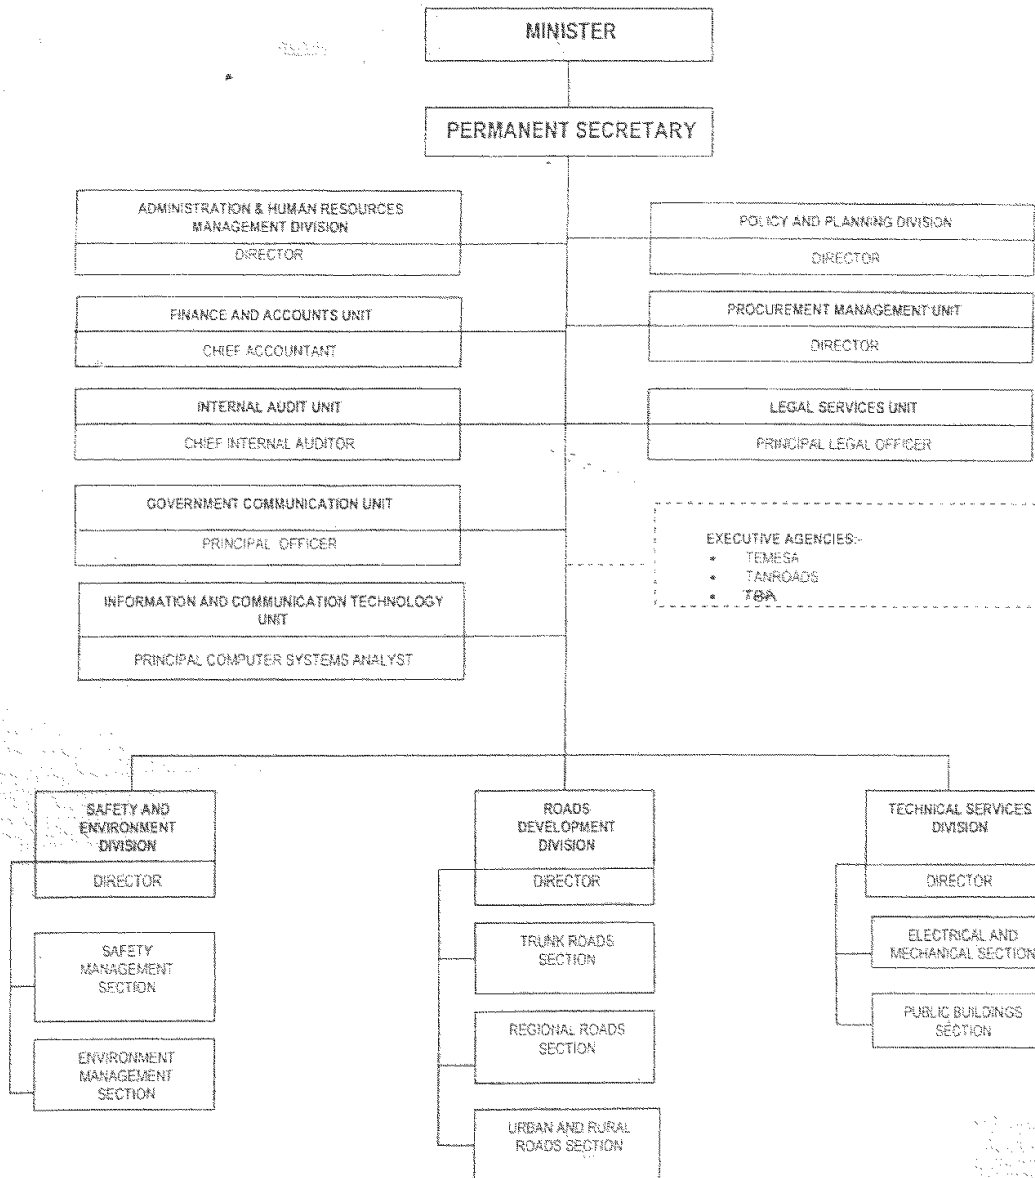 MINISTER
PERMANENT SECRETARY
ADMINISTRATION & HUMAN RESOURCES
MANAGEMENT DIVISION
DIRECTOR
POLICY AND PLANNING DIVISION
DIRECTOR
FINANCE AND ACCOUNTS UNIT
CHIEF ACCOUNTANT
PROCUREMENT MANAGEMENT UNIT
DIRECTOR
INTERNAL AUDIT UNIT
CHIEF INTERNAL AUDITOR
LEGAL SERVICES UNIT
PRINCIPAL LEGAL OFFICER
GOVERNMENT COMMUNICATION UNIT
PRINCIPAL OFFICER
EXECUTIVE AGENCIES:-
• TEMESA
• TANROADS
• TBA
INFORMATION AND COMMUNICATION TECHNOLOGY
UNIT
PRINCIPAL COMPUTER SYSTEMS ANALYST
SAFETY AND
ENVIRONMENT
DIVISION
DIRECTOR
SAFETY
MANAGEMENT
SECTION
ENVIRONMENT
MANAGEMENT
SECTION
ROADS
DEVELOPMENT
DIVISION
DIRECTOR
TRUNK ROADS
SECTION
REGIONAL ROADS
SECTION
URBAN AND RURAL
ROADS SECTION
TECHNICAL SERVICES
DIVISION
DIRECTOR
ELECTRICAL AND
MECHANICAL SECTION
PUBLIC BUILDINGS
SECTION